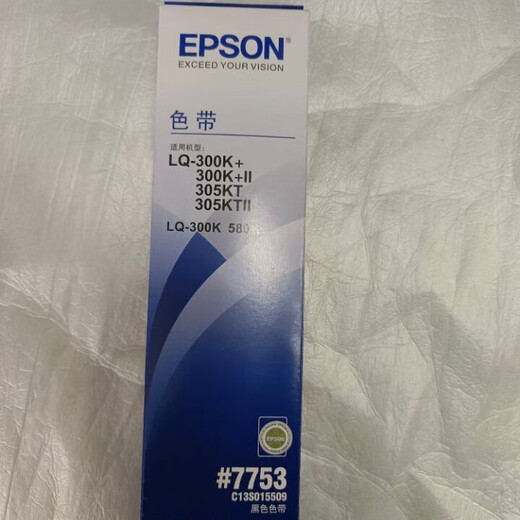 EPSON®
EXCEED YOUR VISION
色带
适用机型:
LQ-300K+
300K+II
305KT
305KTII
LQ-300K 580
EPSON
#7753
C13S015509
黑色色带